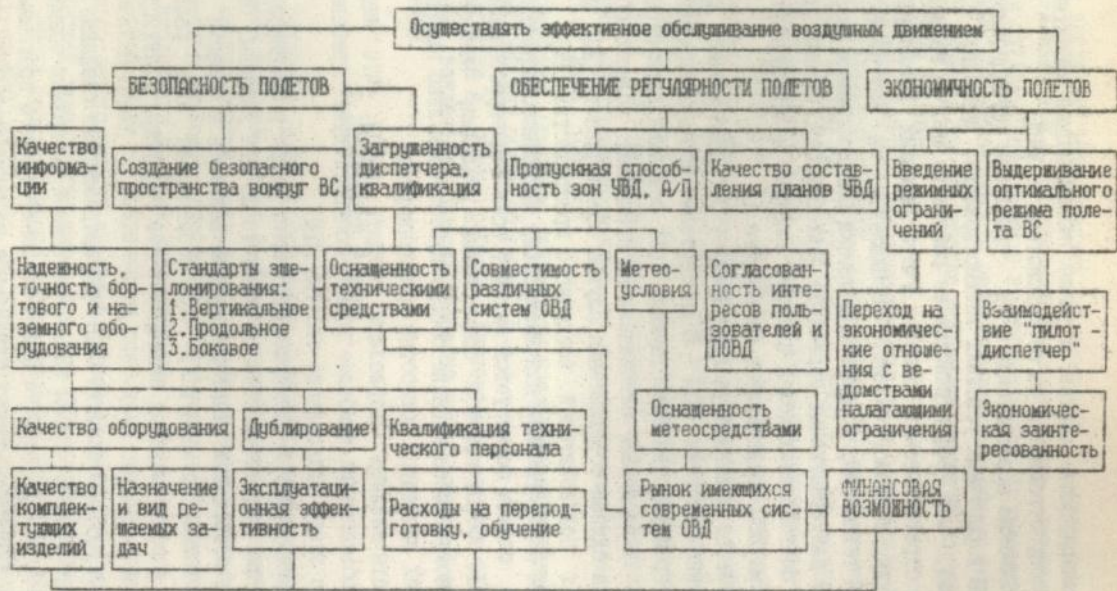 Осуществлять эффективное обслуживание воздушным движением
БЕЗОПАСНОСТЬ ПОЛЕТОВ
ОБЕСПЕЧЕНИЕ РЕГУЛЯРНОСТИ ПОЛЕТОВ
ЭКОНОМИЧНОСТЬ ПОЛЕТОВ
Качество
информа-
ции
Создание безопасного
пространства вокруг ВС
Загруженность
диспетчера,
квалификация
Пропускная способ-
ность зон УВД, А/П
Качество состав-
ления планов УВД
Введение
режимных
ограни-
чений
Выдерживание
оптимального
режима поле-
та ВС
Надежность,
точность бор-
тового и на-
земного обо-
рудования
Стандарты эше-
ломирования:
1.Вертикальное
2.Продольное
3.Боковое
Оснащенность
техническими
средствами
Совместимость
различных
систем ОВД
Метео-
условия
Согласован-
ность инте-
ресов поль-
зователей и
ПОВД
Переход на
экономичес-
кие отноше-
ния с ве-
домствами
налагающими
ограничения
Взаимодейст-
вие "пилот -
диспетчер"
Качество оборудования
Дублирование
Квалификация техни-
ческого персонала
Оснащенность
метеосредствами
Экономичес-
кая заинте-
ресованность
Качество
комплек-
тующих
изделий
Назначение
и вид ре-
шаемых за-
дач
Эксплуатаци-
онная эффек-
тивность
Расходы на перепод-
готовку, обучение
Рынок имеющихся
современных сис-
тем ОВД
ФИНАНСОВАЯ
ВОЗМОЖНОСТЬ